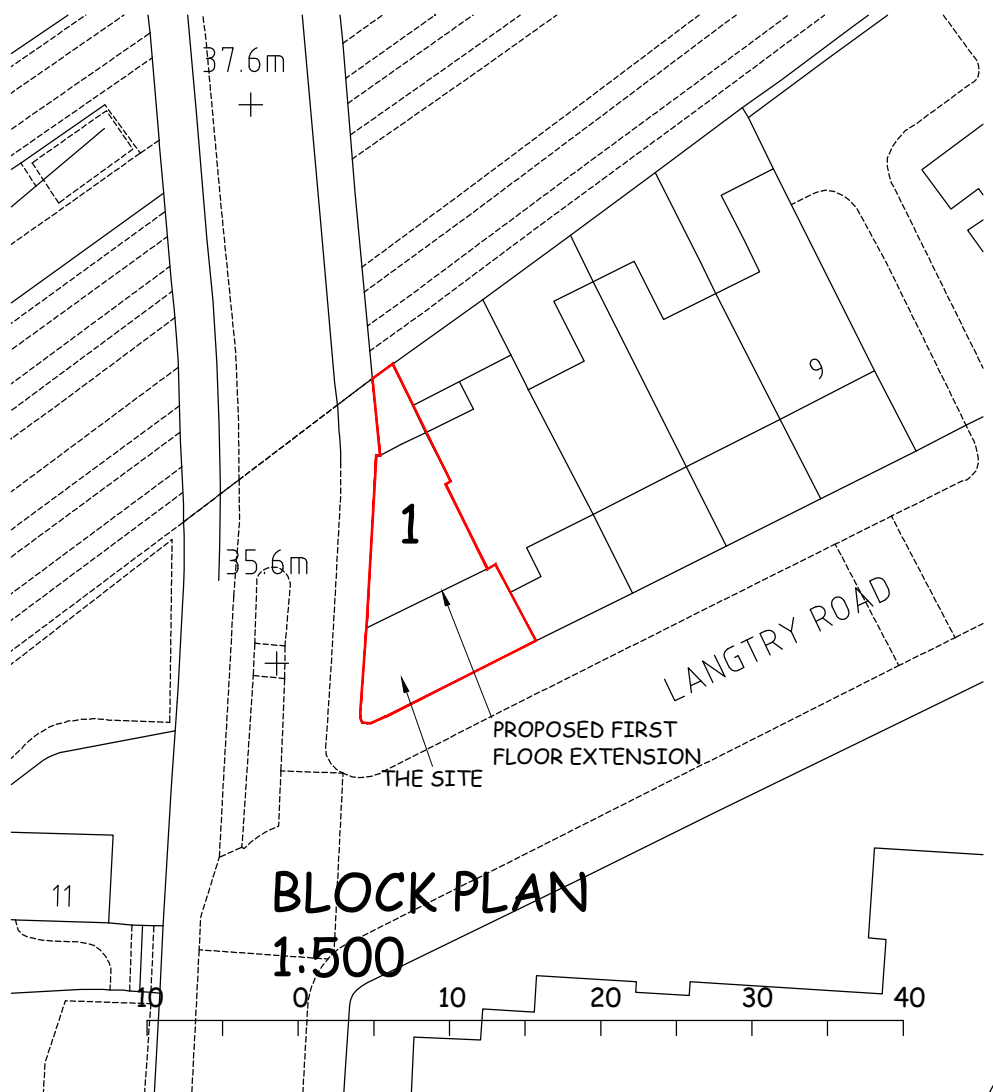 37.6m
9
1
35.6m
LANGTRY ROAD
PROPOSED FIRST
FLOOR EXTENSION
THE SITE
11
BLOCK PLAN
1:500
10 0 10 20 30 40